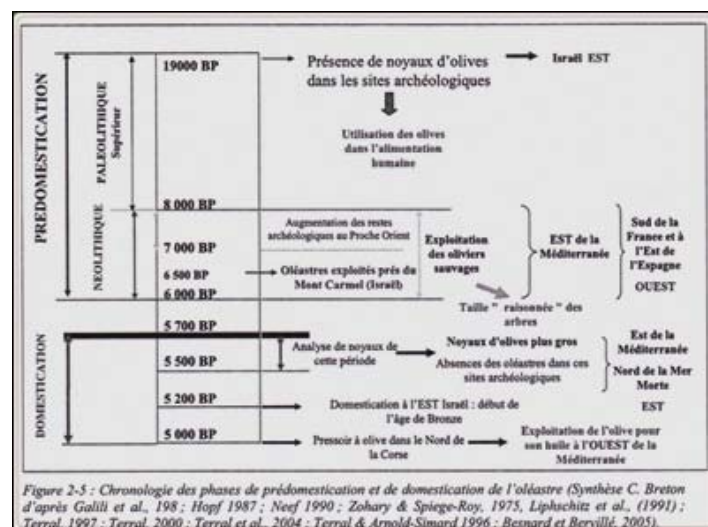 19000 BP
Présence de noyaux d'olives
dans les sites archéologiques
Israël EST
Utilisation des olives
dans l'alimentation
humaine
PREDOMESTICATION
PALEOLITHIQUE
Supérieur
8 000 BP
NEOLITHIQUE
Augmentation des restes
archéologiques au Proche Orient
7 000 BP
6 500 BP
Oléastres exploités près du
Mont Carmel (Israël)
6 000 BP
Exploitation
des oliviers
sauvages
EST de la
Méditerranée
Sud de la
France et à
l'Est de
l'Espagne
OUEST
Taille " raisonnée " des
arbres
DOMESTICATION
5 700 BP
Analyse de noyaux de
cette période
Noyaux d'olives plus gros
Absences des oléastres dans ces
sites archéologiques
Est de la
Méditerranée
Nord de la Mer
Morte
5 500 BP
5 200 BP
Domestication à l'EST Israël : début de
l'âge de Bronze
EST
5 000 BP
Pressoir à olive dans le Nord de
la Corse
Exploitation de l'olive pour
son huile à l'OUEST de la
Méditerranée
Figure 2-5 : Chronologie des phases de prédomestication et de domestication de l'oléastre (Synthèse C. Breton
d'après Galili et al., 198 ; Hopf 1987 ; Neef 1990 ; Zohary & Spiege-Roy, 1975, Liphschitz et al., (1991) ;
Terral, 1997 ; Terral, 2000 ; Terral et al., 2004 ; Terral & Arnold-Simard 1996 ; Besnard et Bervillé, 2005).